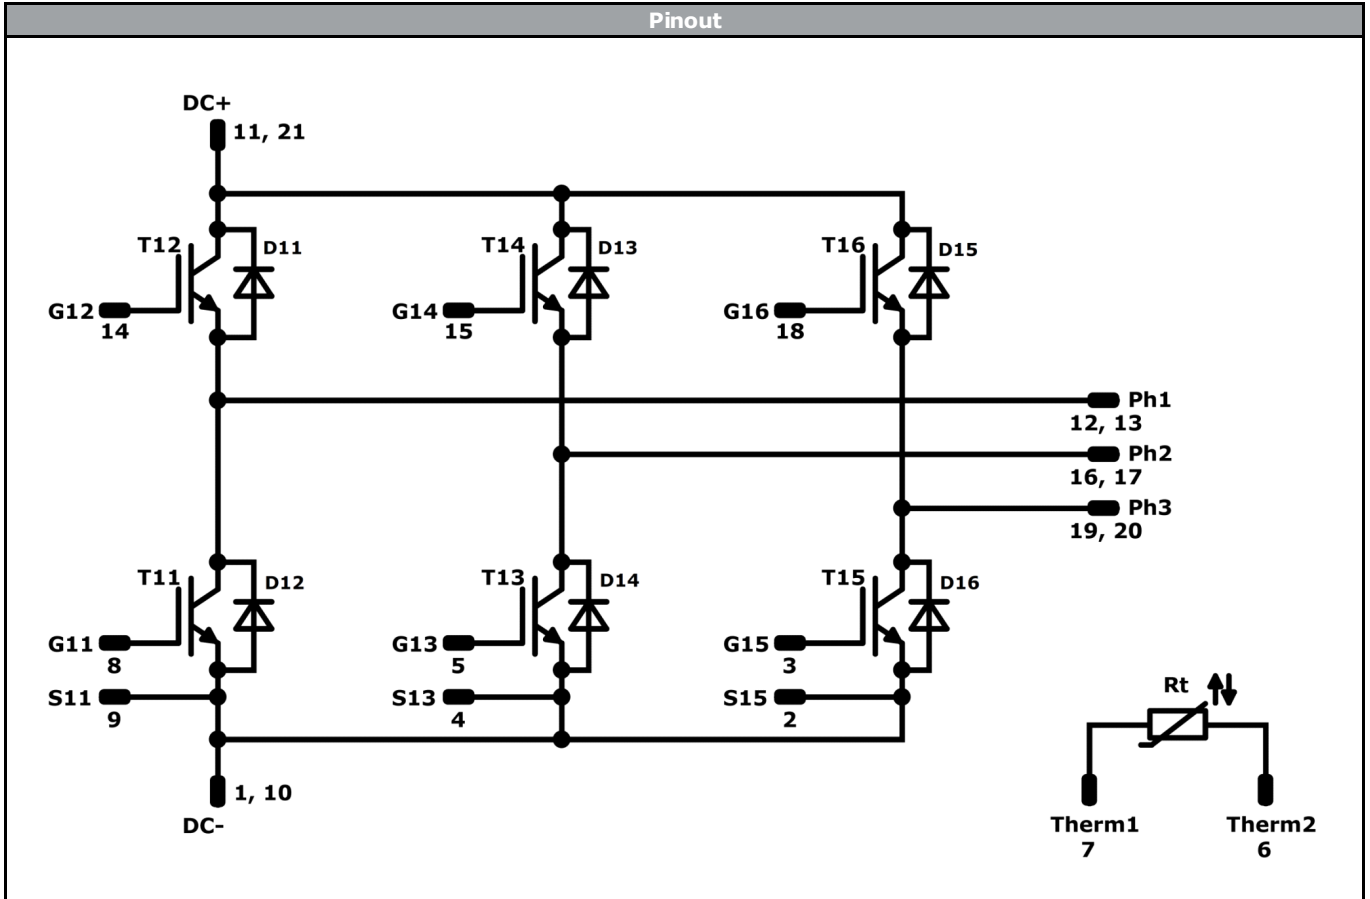 Pinout
DC+
11, 21
T12 D11 T14 D13 T16 D15
G12 G14 G16
14 15 18
Ph1
12, 13
Ph2
16, 17
Ph3
19, 20
T11 D12 T13 D14 T15 D16
G11 G13 G15
8 5 3
S11 S13 S15
9 4 2
Rt
1, 10
DC-
Therm1 Therm2
7 6